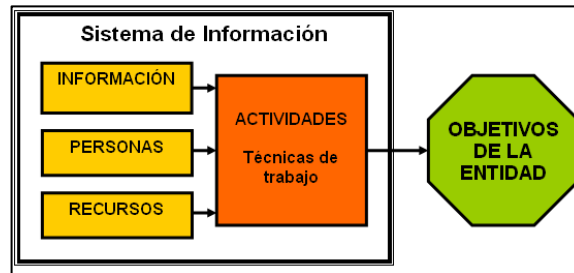 Sistema de Información
INFORMACIÓN
PERSONAS
RECURSOS
ACTIVIDADES
Técnicas de
trabajo
OBJETIVOS
DE LA
ENTIDAD